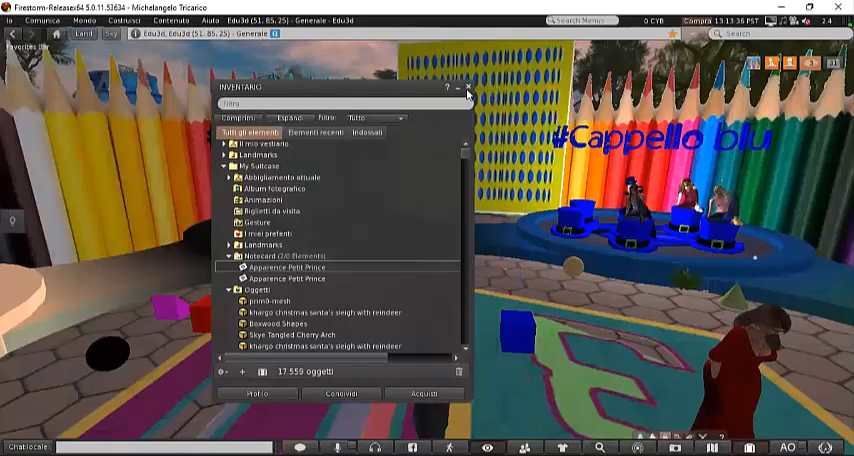 Firestorm-Releasex64 5.0.11.53634 - Michelangelo Tricarico
Comunica Mondo Costruisci Contenuto Aiuto Edu3d (51, 85, 25) - Generale - Edu3d
Search Menus
0 CYB
Compra
1:13:36 PST
2.4
Land
Sky
Edu3d, Edu3d (51, 85, 25) - Generale
G
Search
Favorites Bar
INVENTARIO
? _ x
Filtro
Comprimi
Espandi
Filtro:
Tutto
Tutti gli elementi
Elementi recenti
Indossati
Il mio vestiario
Landmarks
My Suitcase
Abbigliamento attuale
Album fotografico
Animazioni
Biglietti da visita
Gesture
I miei preferiti
Landmarks
Notecard (2/0 Elements)
Apparence Petit Prince
Apparence Petit Prince
Oggetti
prim0-mesh
khargo christmas santa's sleigh with reindeer
Boxwood Shapes
Skye Tangled Cherry Arch
khargo christmas santa's sleigh with reindeer
17.559 oggetti
Profilo
Condividi
Acquisti
#Cappello blu
Chat locale
AO